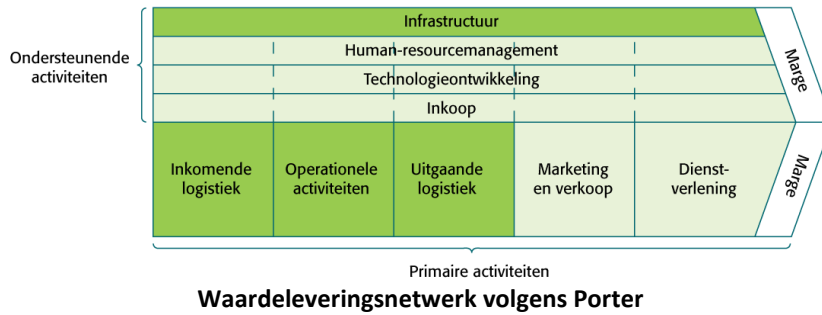 Infrastructuur
Human-resourcemanagement
Ondersteunende
activiteiten
Technologieontwikkeling
Inkoop
Marge
Inkomende
logistiek
Operationele
activiteiten
Uitgaande
logistiek
Marketing
en verkoop
Dienst-
verlening
Marge
Primaire activiteiten
Waardeleveringsnetwerk volgens Porter